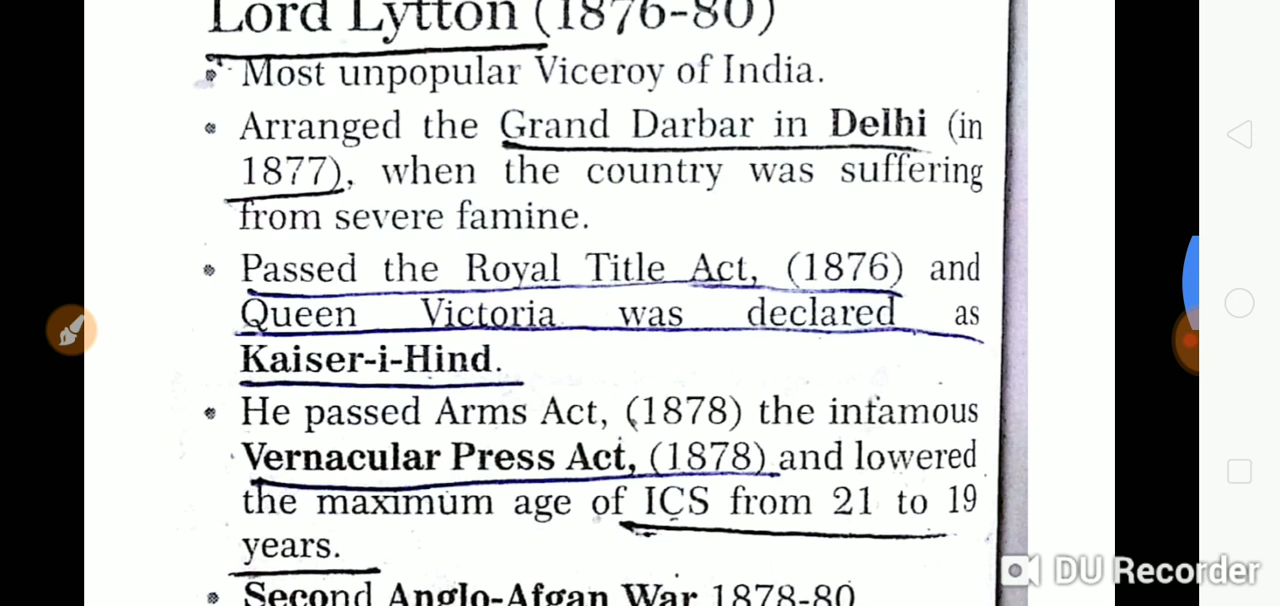 Lord Lytton (1876-80)
• Most unpopular Viceroy of India.
• Arranged the Grand Darbar in Delhi (in
1877), when the country was suffering
from severe famine.
• Passed the Royal Title Act, (1876) and
Queen Victoria was declared as
Kaiser-i-Hind.
• He passed Arms Act, (1878) the infamous
Vernacular Press Act, (1878) and lowered
the maximum age of ICS from 21 to 19
years.
• Second Anglo-Afgan War 1878-80
DU Recorder